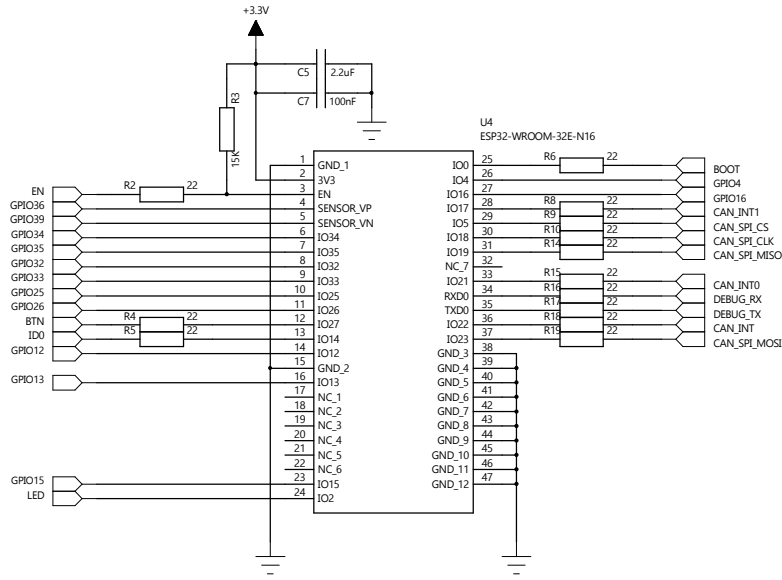 +3.3V
C5 2.2uF
C7 100nF
R3
15K
U4
ESP32-WROOM-32E-N16
1 GND_1
2 3V3
EN R2 22 3 EN
GPIO36 4 SENSOR_VP
GPIO39 5 SENSOR_VN
GPIO34 6 IO34
GPIO35 7 IO35
GPIO32 8 IO32
GPIO33 9 IO33
GPIO25 10 IO25
GPIO26 11 IO26
BTN R4 22 12 IO27
ID0 R5 22 13 IO14
GPIO12 14 IO12
15 GND_2
GPIO13 16 IO13
17 NC_1
18 NC_2
19 NC_3
20 NC_4
21 NC_5
22 NC_6
GPIO15 23 IO15
LED 24 IO2
IO0 25 R6 22 BOOT
IO4 26 GPIO4
IO16 27 GPIO16
IO17 28 R8 22 CAN_INT1
IO5 29 R9 22 CAN_SPI_CS
IO18 30 R10 22 CAN_SPI_CLK
IO19 31 R14 22 CAN_SPI_MISO
NC_7 32
IO21 33 R15 22 CAN_INT0
RXD0 34 R16 22 DEBUG_RX
TXD0 35 R17 22 DEBUG_TX
IO22 36 R18 22 CAN_INT
IO23 37 R19 22 CAN_SPI_MOSI
GND_3 38
GND_4 39
GND_5 40
GND_6 41
GND_7 42
GND_8 43
GND_9 44
GND_10 45
GND_11 46
GND_12 47